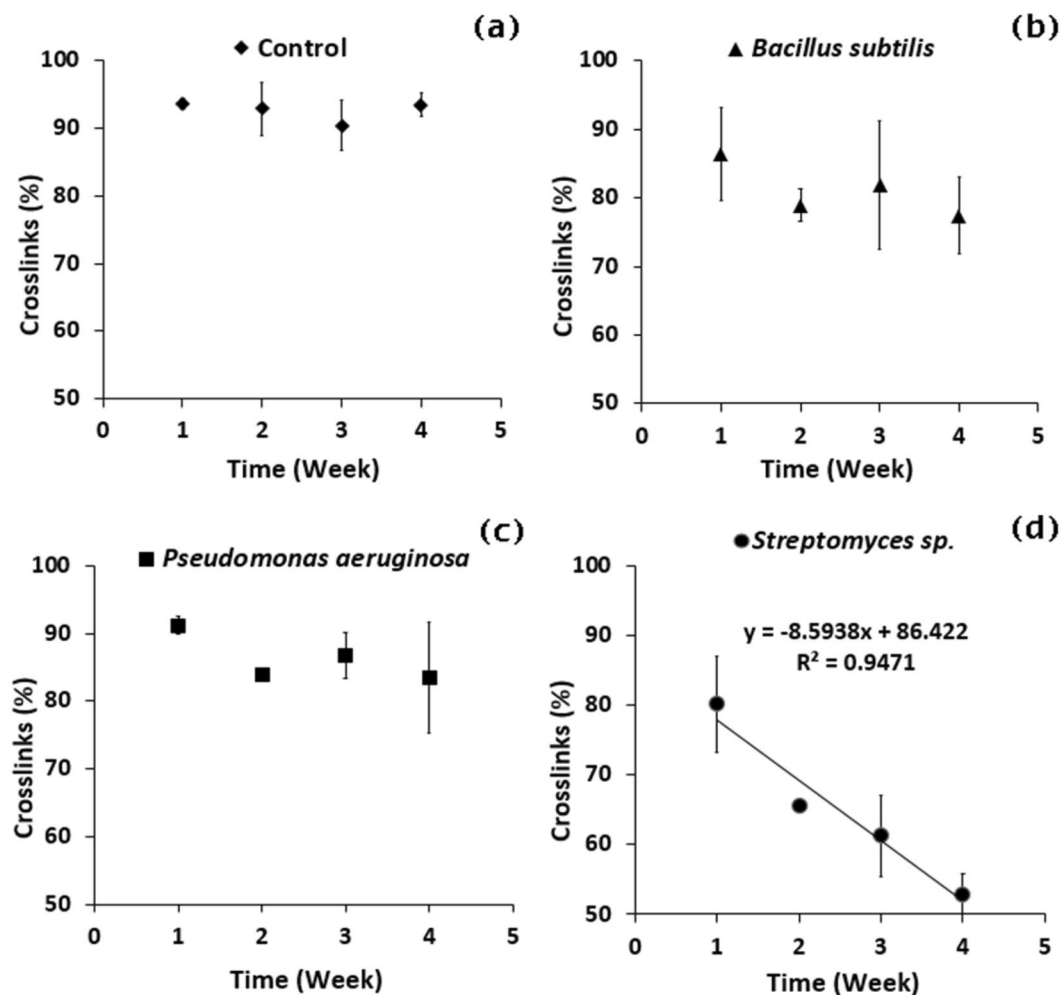 (a)
Control
Crosslinks (%)
100
90
80
70
60
50
0 1 2 3 4 5
Time (Week)
(b)
Bacillus subtilis
Crosslinks (%)
100
90
80
70
60
50
0 1 2 3 4 5
Time (Week)
(c)
Pseudomonas aeruginosa
Crosslinks (%)
100
90
80
70
60
50
0 1 2 3 4 5
Time (Week)
(d)
Streptomyces sp.
y = -8.5938x + 86.422
R² = 0.9471
Crosslinks (%)
100
90
80
70
60
50
0 1 2 3 4 5
Time (Week)